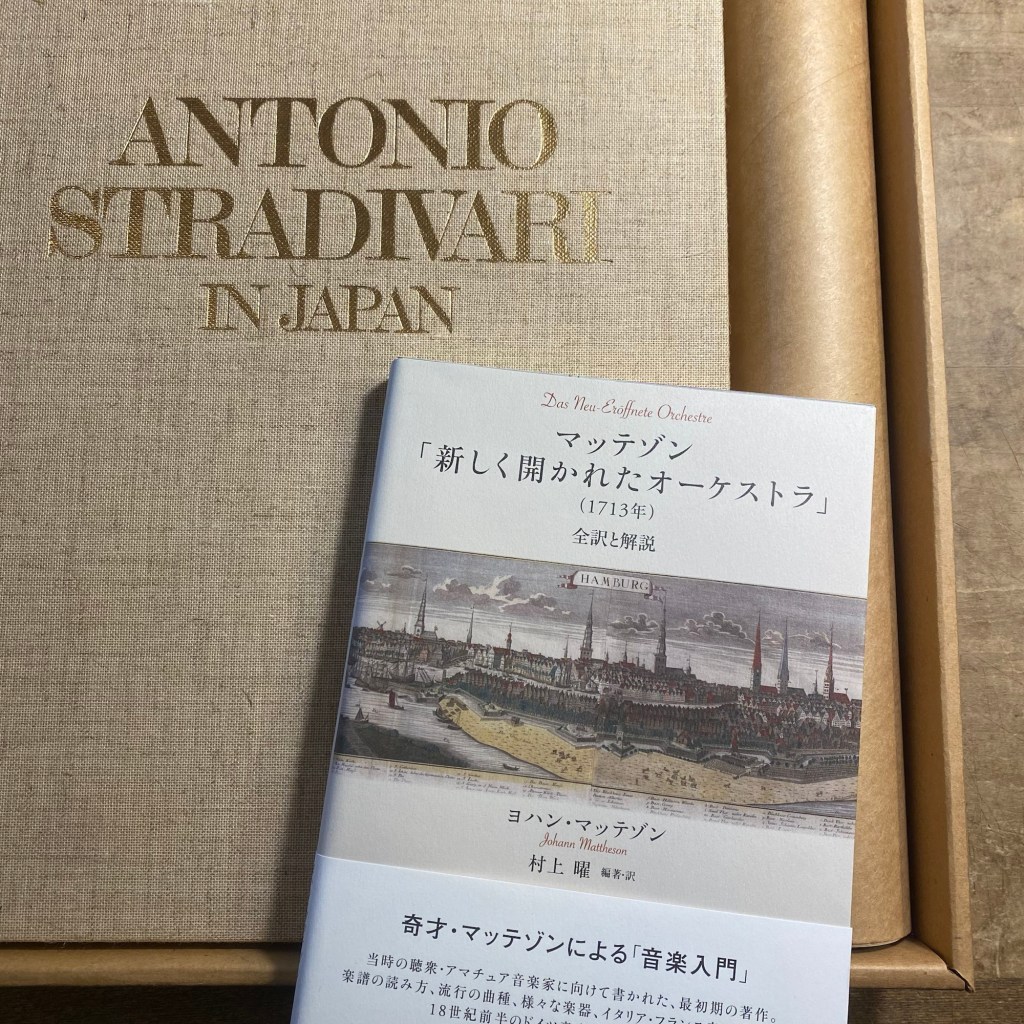 ANTONIO
STRADIVARI
IN JAPAN
Das Neu-Eröffnete Orchestre
マッテゾン
「新しく開かれたオーケストラ」
(1713年)
全訳と解説
HAMBURG
ヨハン・マッテゾン
Johann Mattheson
村上 曜 編著・訳
奇才・マッテゾンによる「音楽入門」
当時の聴衆・アマチュア音楽家に向けて書かれた、最初期の著作。
楽譜の読み方、流行の曲種、様々な楽器、イタリア・フランス
18世紀前半のドイツ